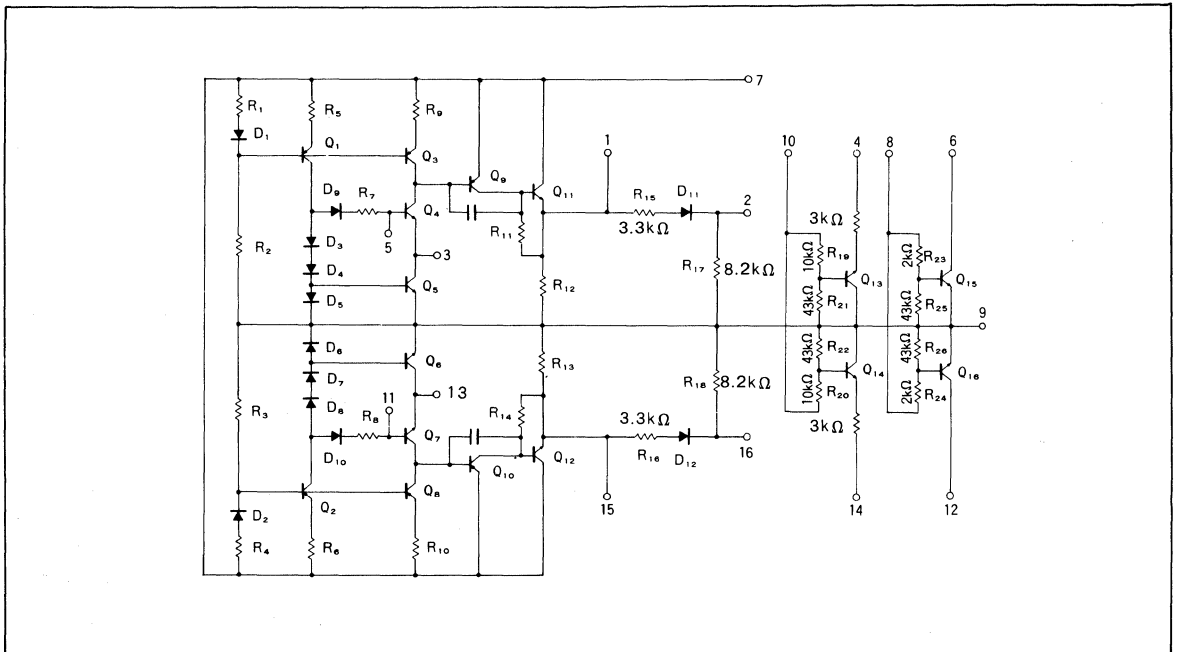 7
R₁
R₅
R₉
D₁
Q₁
Q₃
1
10
4
8
6
Q₉
Q₁₁
D₉
R₇
Q₄
R₁₅
D₁₁
2
3.3kΩ
5
R₁₁
3kΩ
D₃
3
R₂
D₄
R₁₇
8.2kΩ
10kΩ
R₁₉
2kΩ
R₂₃
Q₁₃
Q₁₅
Q₅
R₁₂
D₅
43kΩ
R₂₁
43kΩ
R₂₅
9
D₆
Q₆
R₁₃
43kΩ
R₂₂
43kΩ
R₂₆
D₇
R₁₈
8.2kΩ
Q₁₄
Q₁₆
13
10kΩ
R₂₀
2kΩ
R₂₄
R₃
D₈
11
R₁₄
3.3kΩ
3kΩ
R₈
Q₇
16
D₁₀
Q₁₀
Q₁₂
R₁₆
D₁₂
D₂
Q₂
Q₈
15
14
12
R₄
R₆
R₁₀